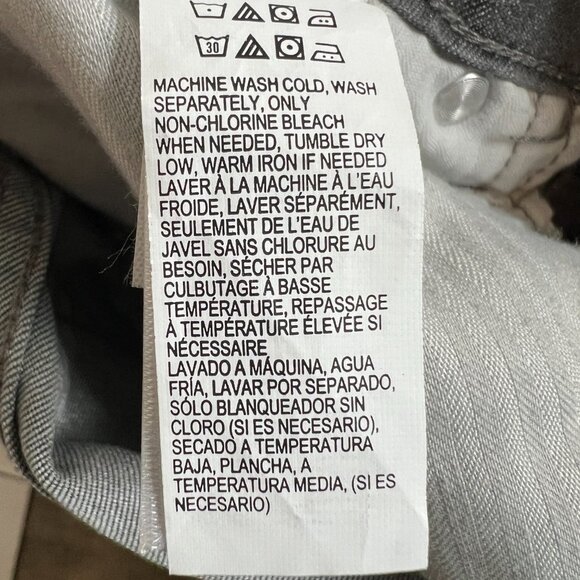 30
MACHINE WASH COLD, WASH
SEPARATELY, ONLY
NON-CHLORINE BLEACH
WHEN NEEDED, TUMBLE DRY
LOW, WARM IRON IF NEEDED
LAVER À LA MACHINE À L'EAU
FROIDE, LAVER SÉPARÉMENT,
SEULEMENT DE L'EAU DE
JAVEL SANS CHLORURE AU
BESOIN, SÉCHER PAR
CULBUTAGE À BASSE
TEMPÉRATURE, REPASSAGE
À TEMPÉRATURE ÉLEVÉE SI
NÉCESSAIRE
LAVADO A MÁQUINA, AGUA
FRÍA, LAVAR POR SEPARADO,
SÓLO BLANQUEADOR SIN
CLORO (SI ES NECESARIO),
SECADO A TEMPERATURA
BAJA, PLANCHA, A
TEMPERATURA MEDIA, (SI ES
NECESARIO)